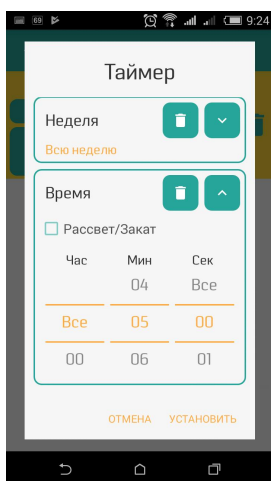 69 9:24
Таймер
Неделя
Всю неделю
Время
Рассвет/Закат
Час Мин Сек
04 Все
Все 05 00
00 06 01
ОТМЕНА УСТАНОВИТЬ